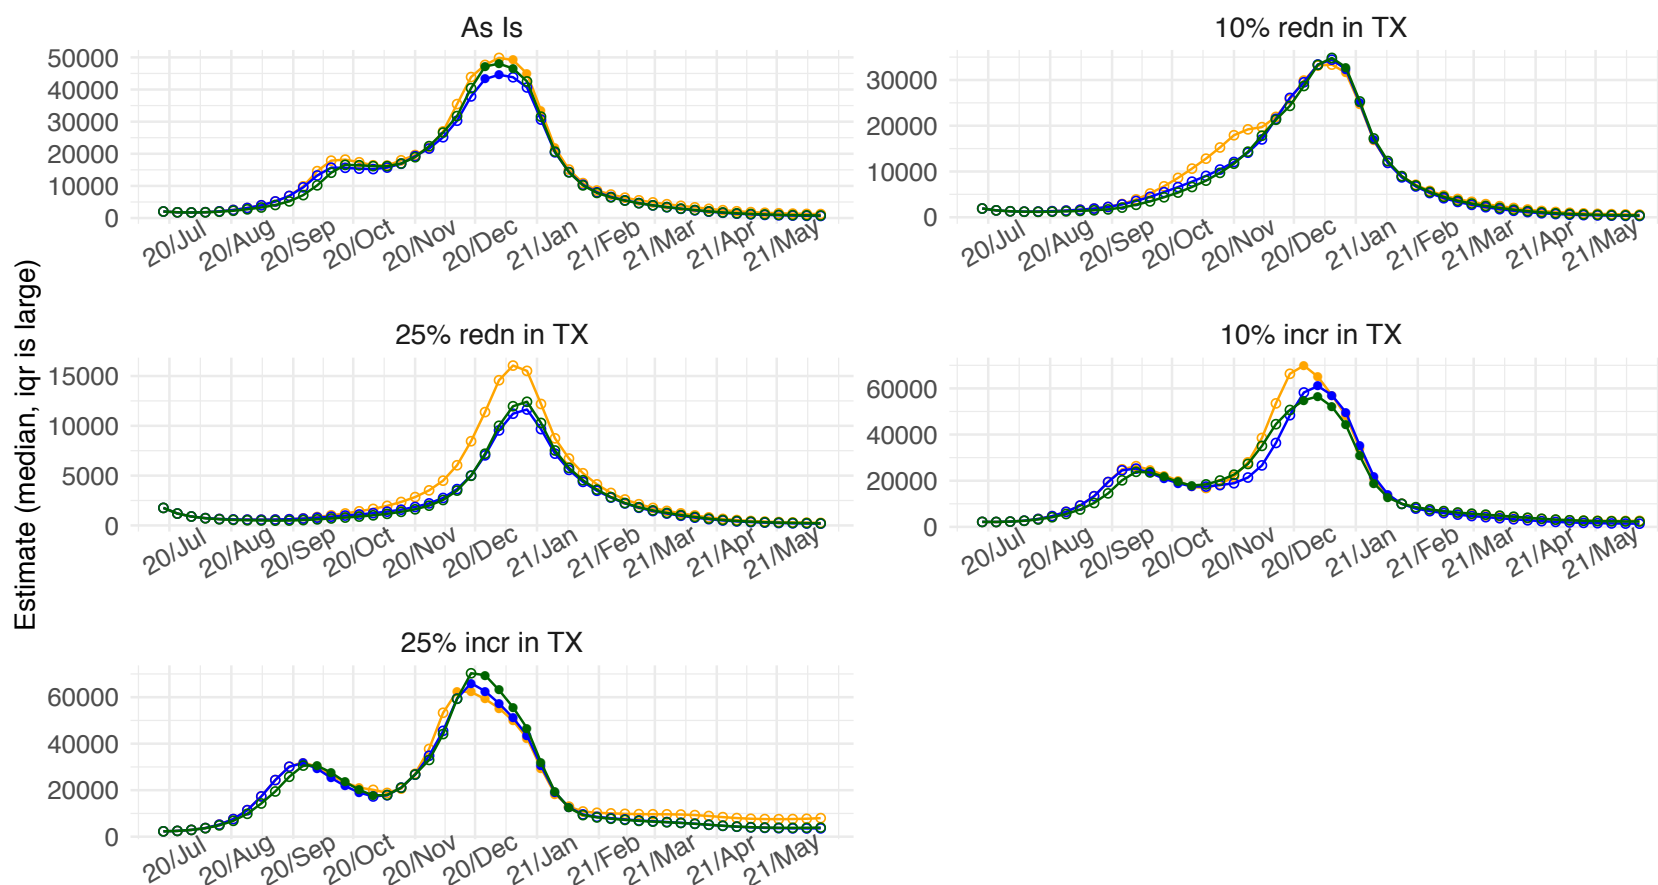 As Is
50000
40000
30000
20000
10000
0
20/Jul 20/Aug 20/Sep 20/Oct 20/Nov 20/Dec 21/Jan 21/Feb 21/Mar 21/Apr 21/May
10% redn in TX
30000
20000
10000
0
20/Jul 20/Aug 20/Sep 20/Oct 20/Nov 20/Dec 21/Jan 21/Feb 21/Mar 21/Apr 21/May
Estimate (median, iqr is large)
25% redn in TX
15000
10000
5000
0
20/Jul 20/Aug 20/Sep 20/Oct 20/Nov 20/Dec 21/Jan 21/Feb 21/Mar 21/Apr 21/May
10% incr in TX
60000
40000
20000
0
20/Jul 20/Aug 20/Sep 20/Oct 20/Nov 20/Dec 21/Jan 21/Feb 21/Mar 21/Apr 21/May
25% incr in TX
60000
40000
20000
0
20/Jul 20/Aug 20/Sep 20/Oct 20/Nov 20/Dec 21/Jan 21/Feb 21/Mar 21/Apr 21/May